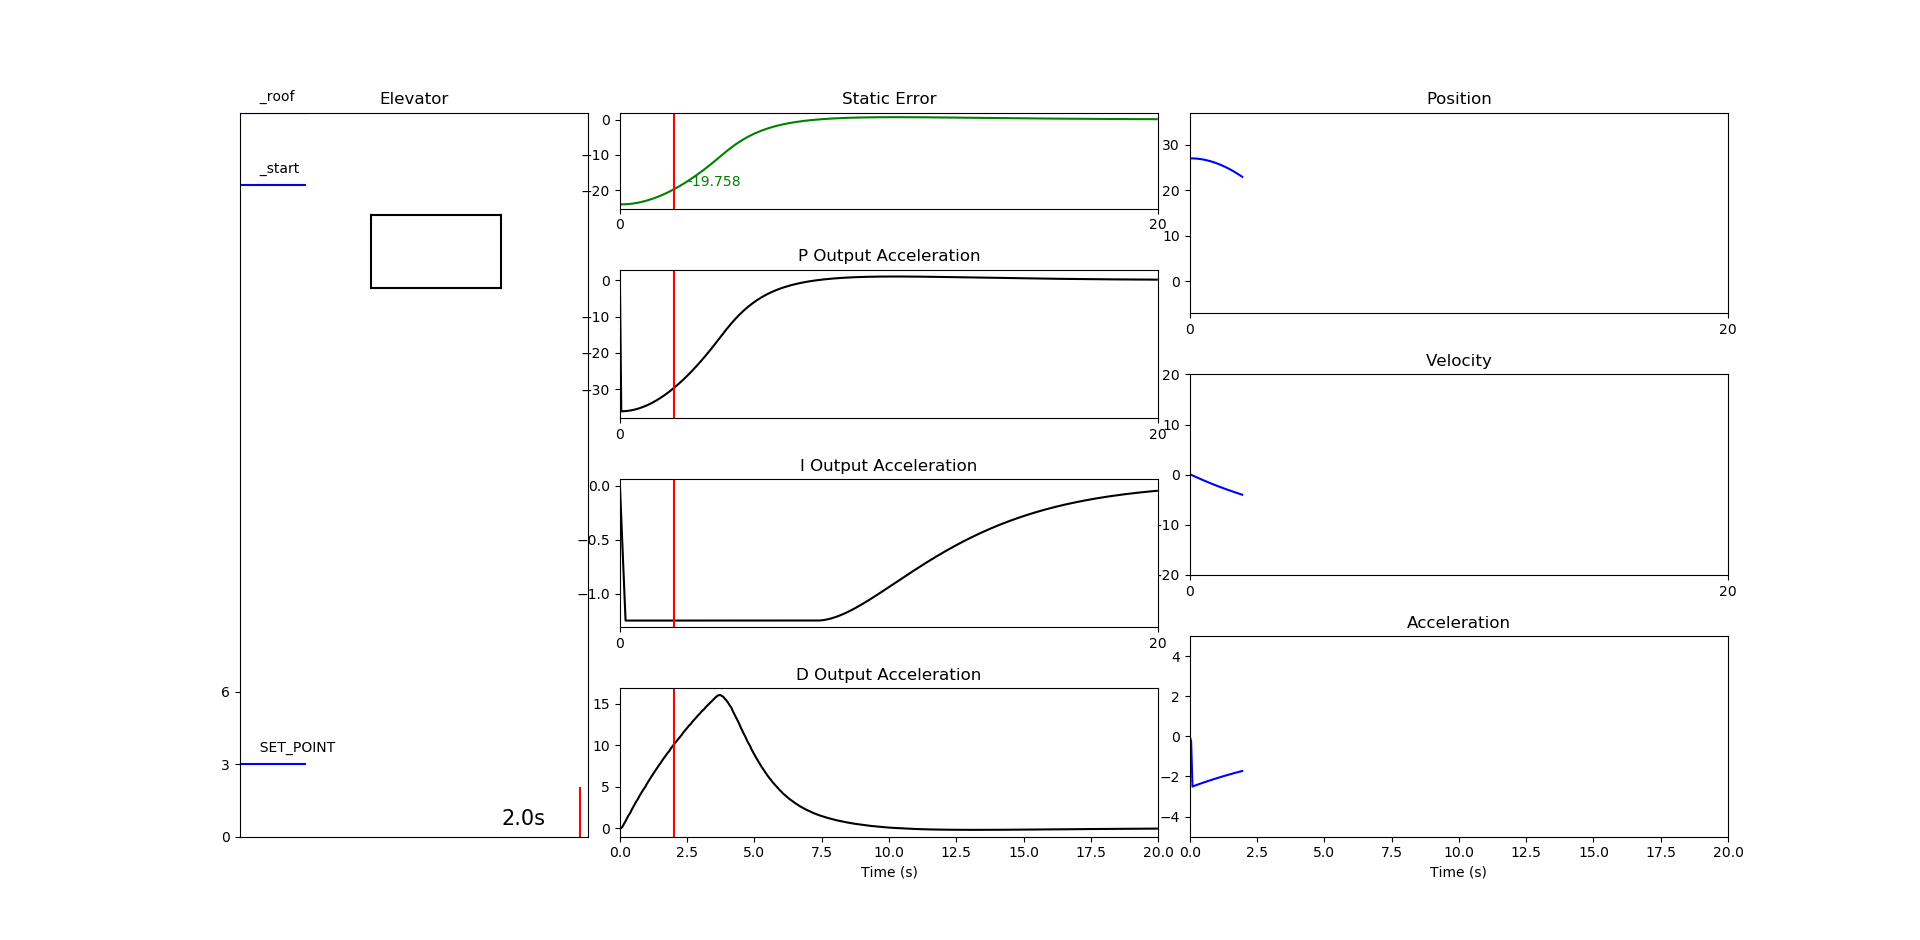 _roof
Elevator
_start
6
SET_POINT
3
2.0s
0
Static Error
0
−10
−20
-19.758
0 20
P Output Acceleration
0
−10
−20
−30
0 20
I Output Acceleration
0.0
−0.5
−1.0
0 20
D Output Acceleration
15
10
5
0
0.0 2.5 5.0 7.5 10.0 12.5 15.0 17.5 20.0
Time (s)
Position
30
20
10
0
0 20
Velocity
20
10
0
-10
-20
0 20
Acceleration
4
2
0
−2
−4
0.0 2.5 5.0 7.5 10.0 12.5 15.0 17.5 20.0
Time (s)